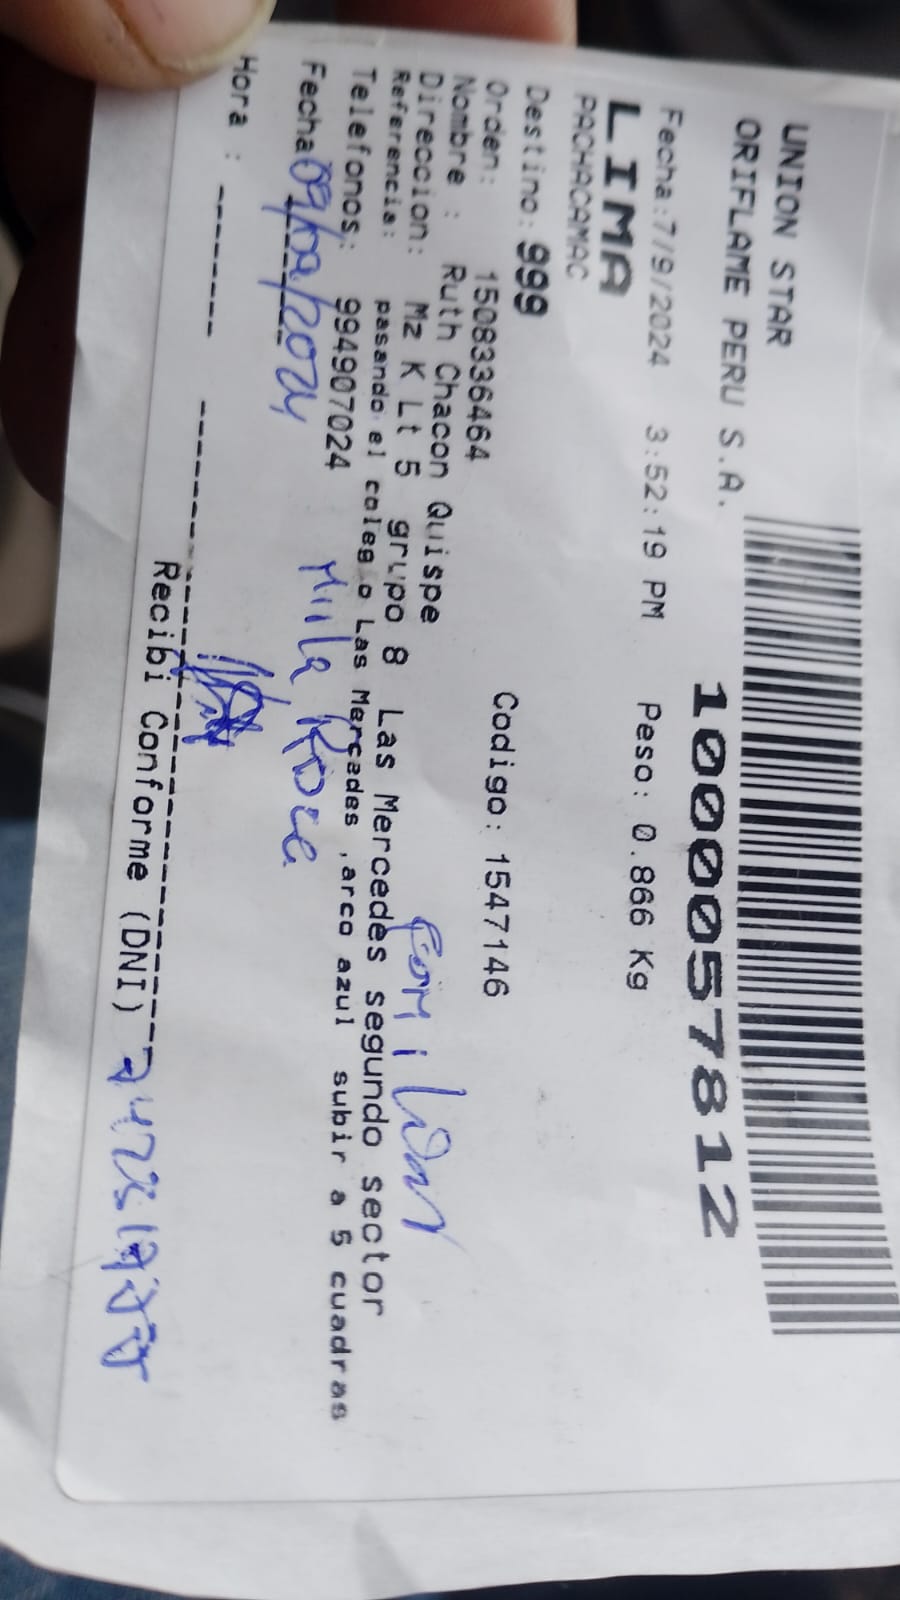 UNION STAR
ORIFLAME PERU S.A.
1000057812
Fecha:7/9/2024 3:52:19 PM Peso: 0.866 Kg
LIMA
PACHACAMAC
Destino: 999
Orden: 1508336464 Codigo: 1547146
Nombre : Ruth Chacon Quispe
Direccion: Mz K Lt 5 grupo 8 Las Mercedes segundo sector
Referencia: pasando el colegio Las Mercedes ,arco azul subir a 5 cuadras
Telefonos: 994907024
Fecha
Hora :
Recibi Conforme (DNI)